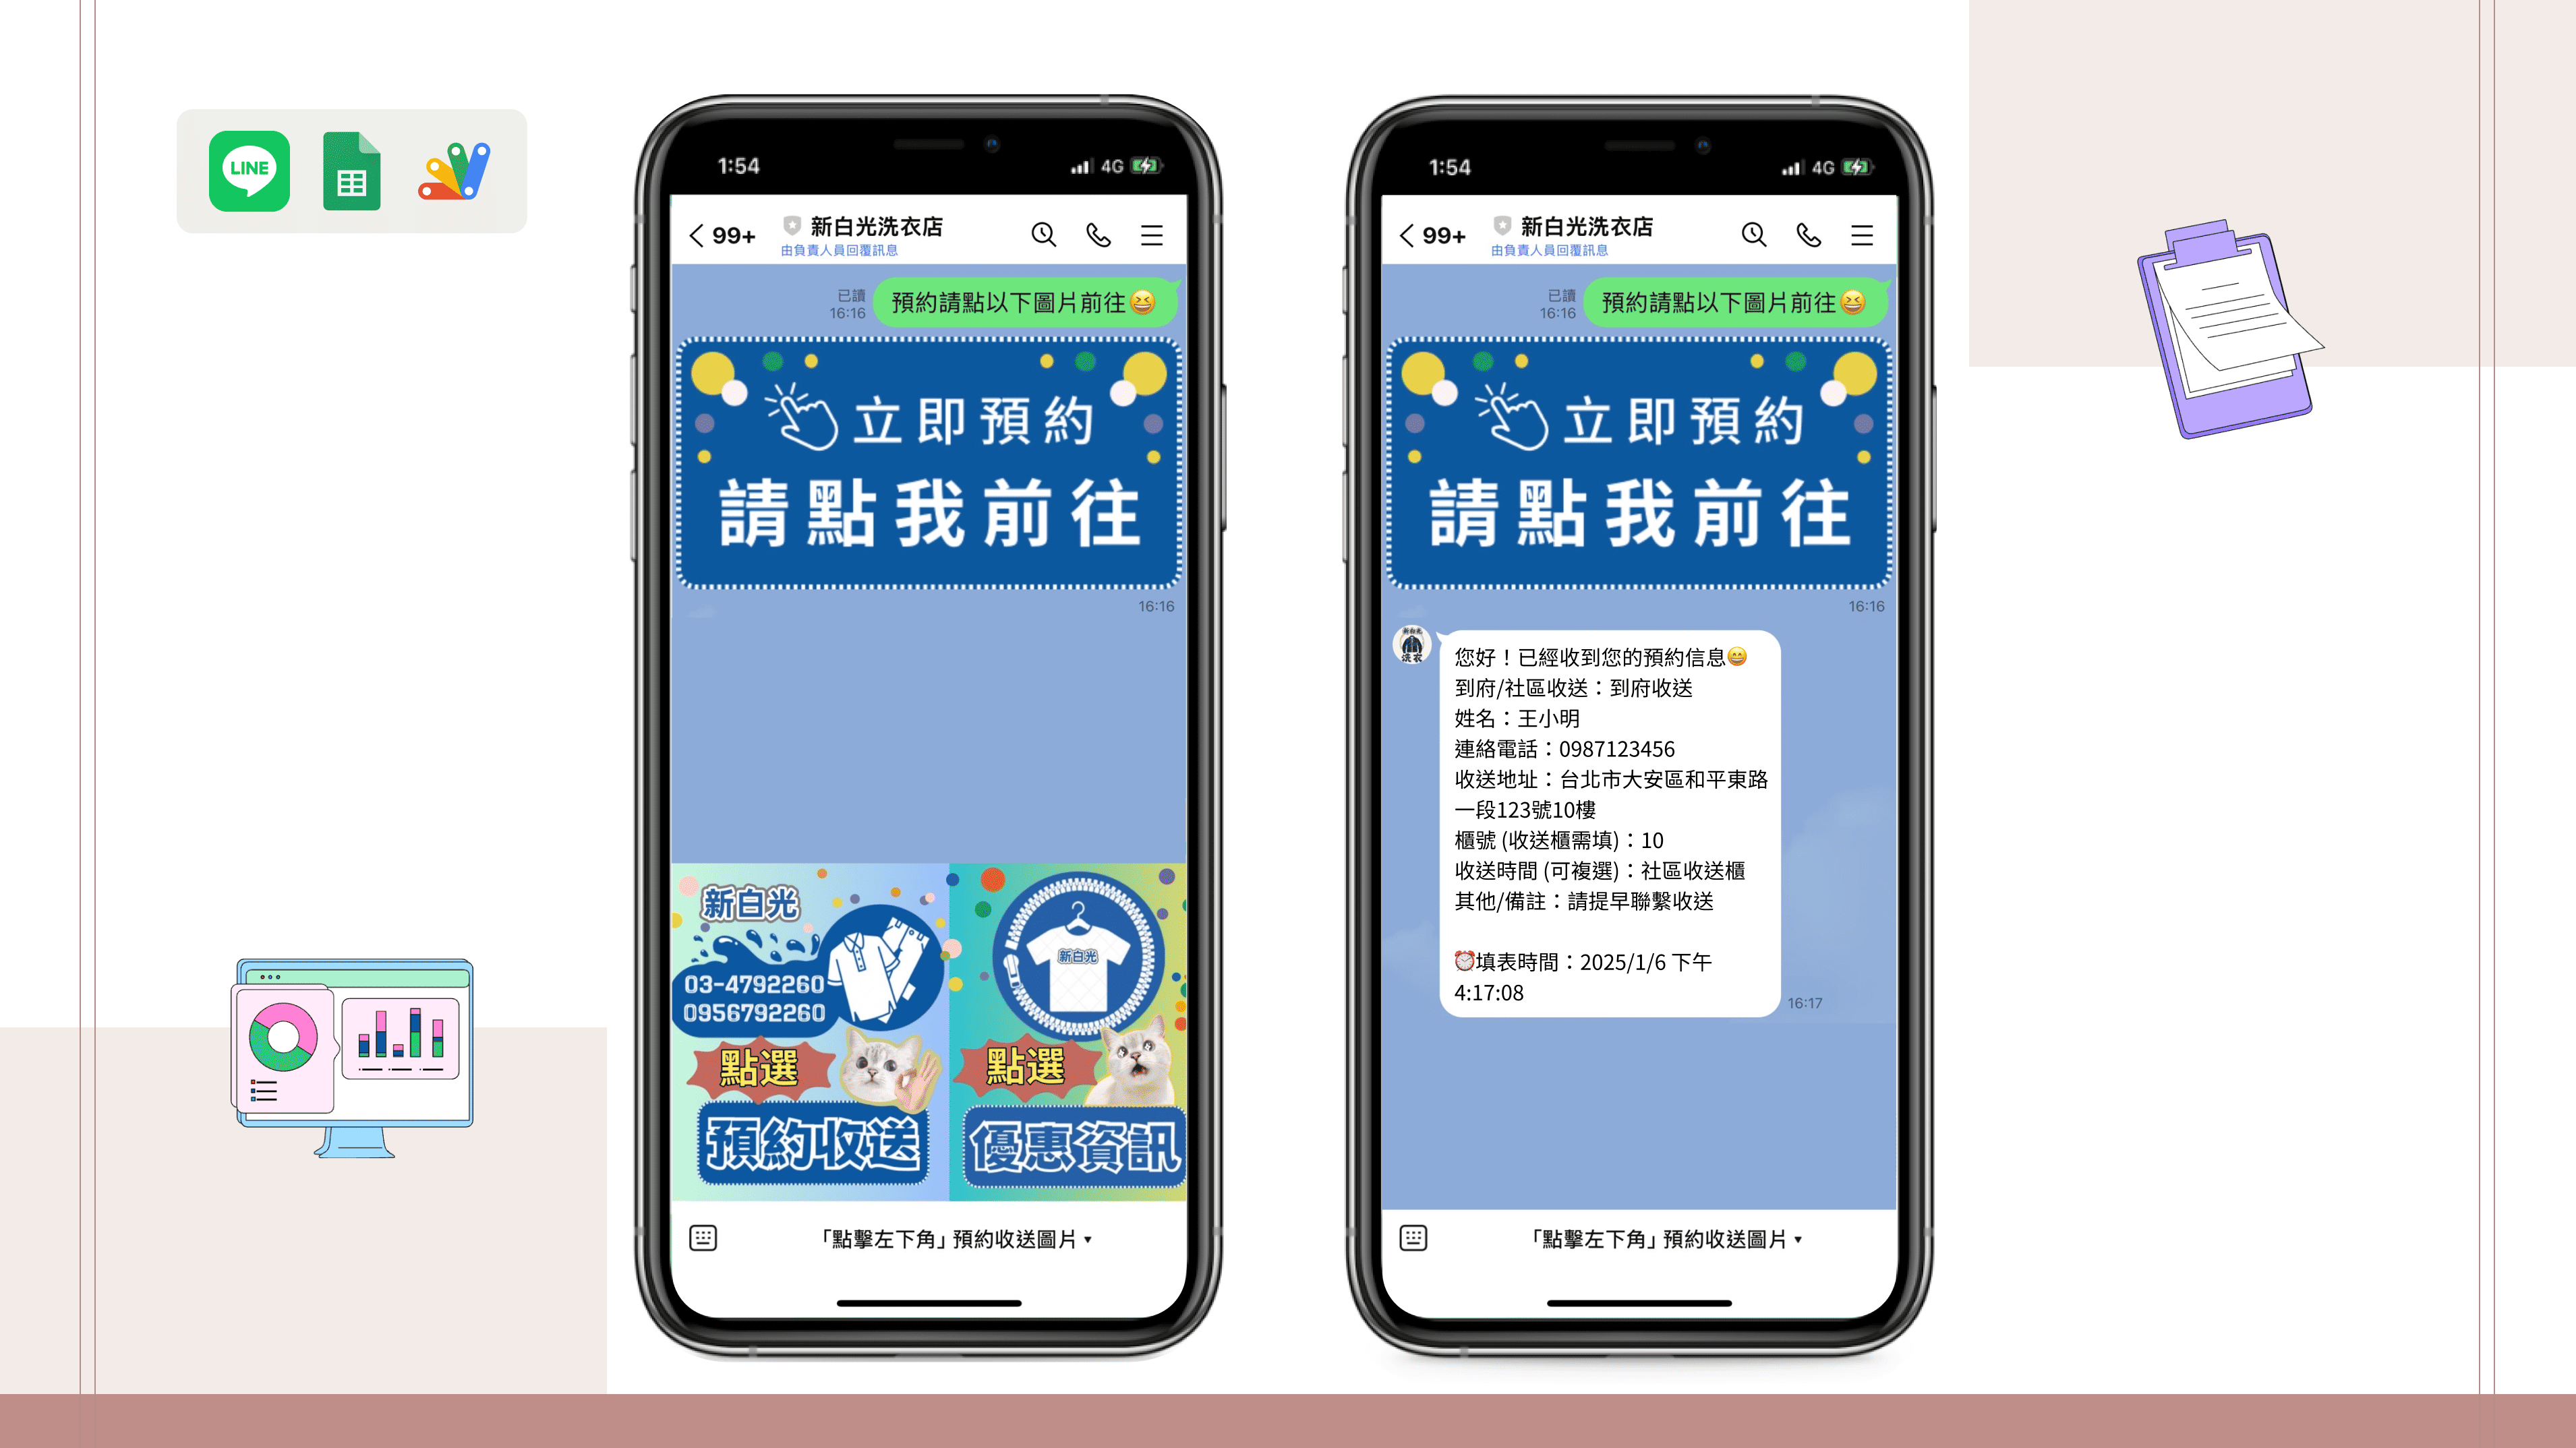 LINE
1:54
4G
99+
新白光洗衣店
由負責人員回覆訊息
已讀
16:16
預約請點以下圖片前往😆
立即預約
請點我前往
16:16
新白光
03-4792260
0956792260
點選
預約收送
新白光
點選
優惠資訊
「點擊左下角」預約收送圖片▼
1:54
4G
99+
新白光洗衣店
由負責人員回覆訊息
已讀
16:16
預約請點以下圖片前往😆
立即預約
請點我前往
16:16
新白光
洗衣
您好！已經收到您的預約信息😄
到府/社區收送：到府收送
姓名：王小明
連絡電話：0987123456
收送地址：台北市大安區和平東路
一段123號10樓
櫃號 (收送櫃需填)：10
收送時間 (可複選)：社區收送櫃
其他/備註：請提早聯繫收送
⏰填表時間：2025/1/6 下午
4:17:08
16:17
「點擊左下角」預約收送圖片▼